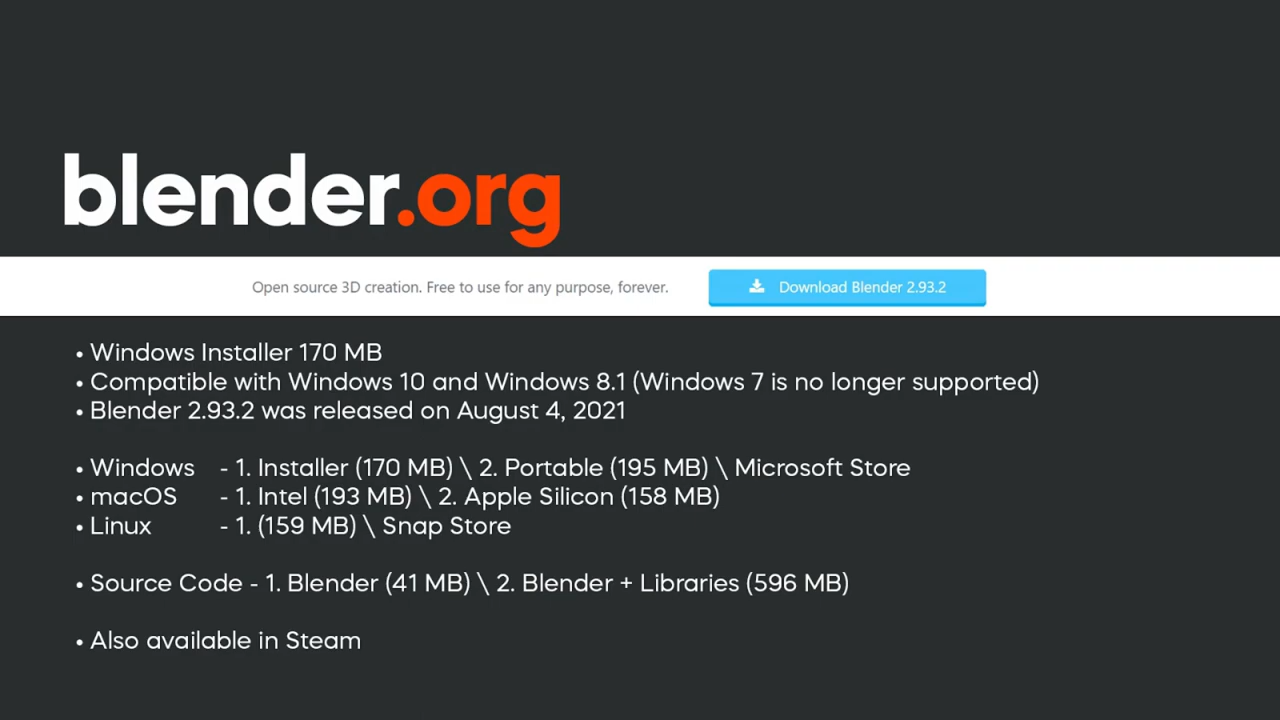 blender.org
Open source 3D creation. Free to use for any purpose, forever. Download Blender 2.93.2
• Windows Installer 170 MB
• Compatible with Windows 10 and Windows 8.1 (Windows 7 is no longer supported)
• Blender 2.93.2 was released on August 4, 2021
• Windows - 1. Installer (170 MB) \ 2. Portable (195 MB) \ Microsoft Store
• macOS - 1. Intel (193 MB) \ 2. Apple Silicon (158 MB)
• Linux - 1. (159 MB) \ Snap Store
• Source Code - 1. Blender (41 MB) \ 2. Blender + Libraries (596 MB)
• Also available in Steam